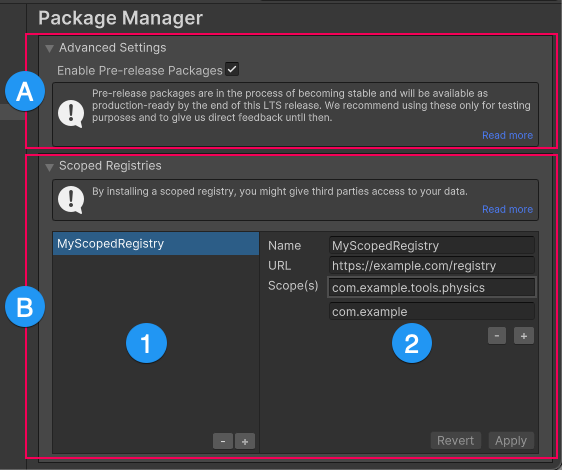 Package Manager
Advanced Settings
Enable Pre-release Packages
A
Pre-release packages are in the process of becoming stable and will be available as
production-ready by the end of this LTS release. We recommend using these only for testing
purposes and to give us direct feedback until then.
Read more
Scoped Registries
By installing a scoped registry, you might give third parties access to your data.
Read more
B
MyScopedRegistry
1
- +
Name MyScopedRegistry
URL https://example.com/registry
Scope(s) com.example.tools.physics
com.example
- +
2
Revert Apply